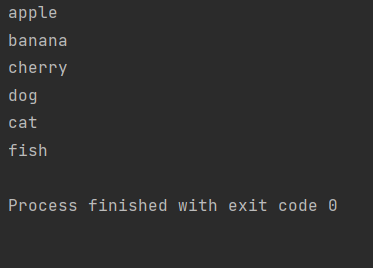 apple
banana
cherry
dog
cat
fish
Process finished with exit code 0